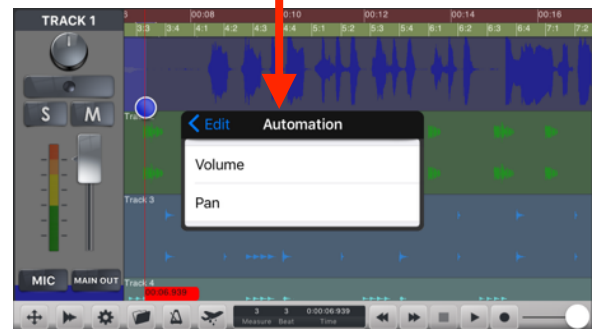 TRACK 1
5
00:08
0:10
00:12
00:14
00:16
3:3
3:4
4:1
4:2
4:3
4:4
5:1
5:2
5:3
5:4
6:1
6:2
6:3
6:4
7:1
7:2
S
M
Edit
Automation
Volume
Pan
Track 3
MIC
MAIN OUT
Track 4
00:06:939
3
3
0:00:06:939
Measure
Beat
Time